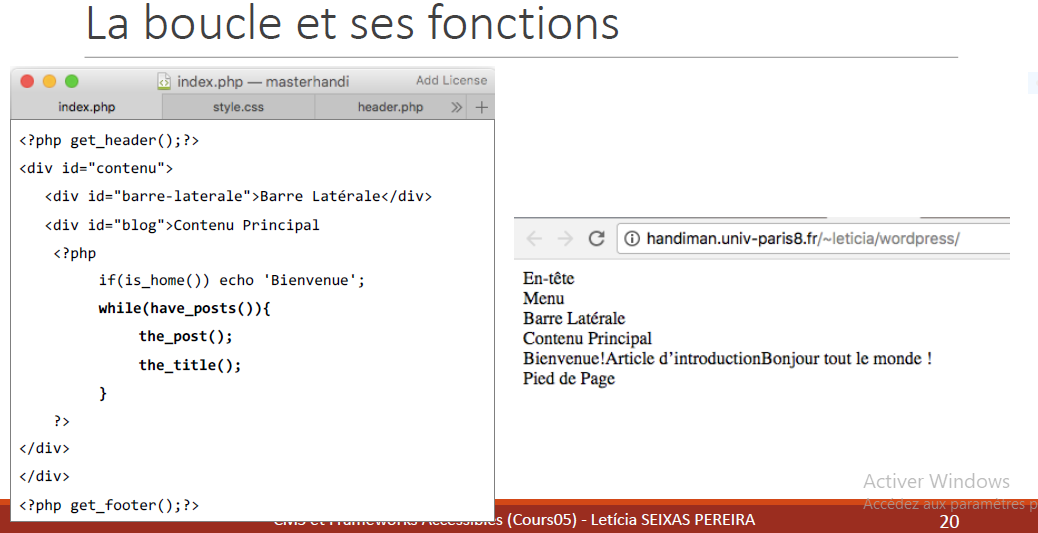 La boucle et ses fonctions
index.php — masterhandi
Add License
index.php
style.css
header.php
<?php get_header();?>
<div id="contenu">
<div id="barre-laterale">Barre Latérale</div>
<div id="blog">Contenu Principal
<?php
if(is_home()) echo 'Bienvenue';
while(have_posts()){
the_post();
the_title();
}
?>
</div>
</div>
<?php get_footer();?>
handiman.univ-paris8.fr/~leticia/wordpress/
En-tête
Menu
Barre Latérale
Contenu Principal
Bienvenue!Article d'introductionBonjour tout le monde !
Pied de Page
Activer Windows
Accédez aux paramètres p
CMS et Frameworks Accessibles (Cours05) - Letícia SEIXAS PEREIRA
20